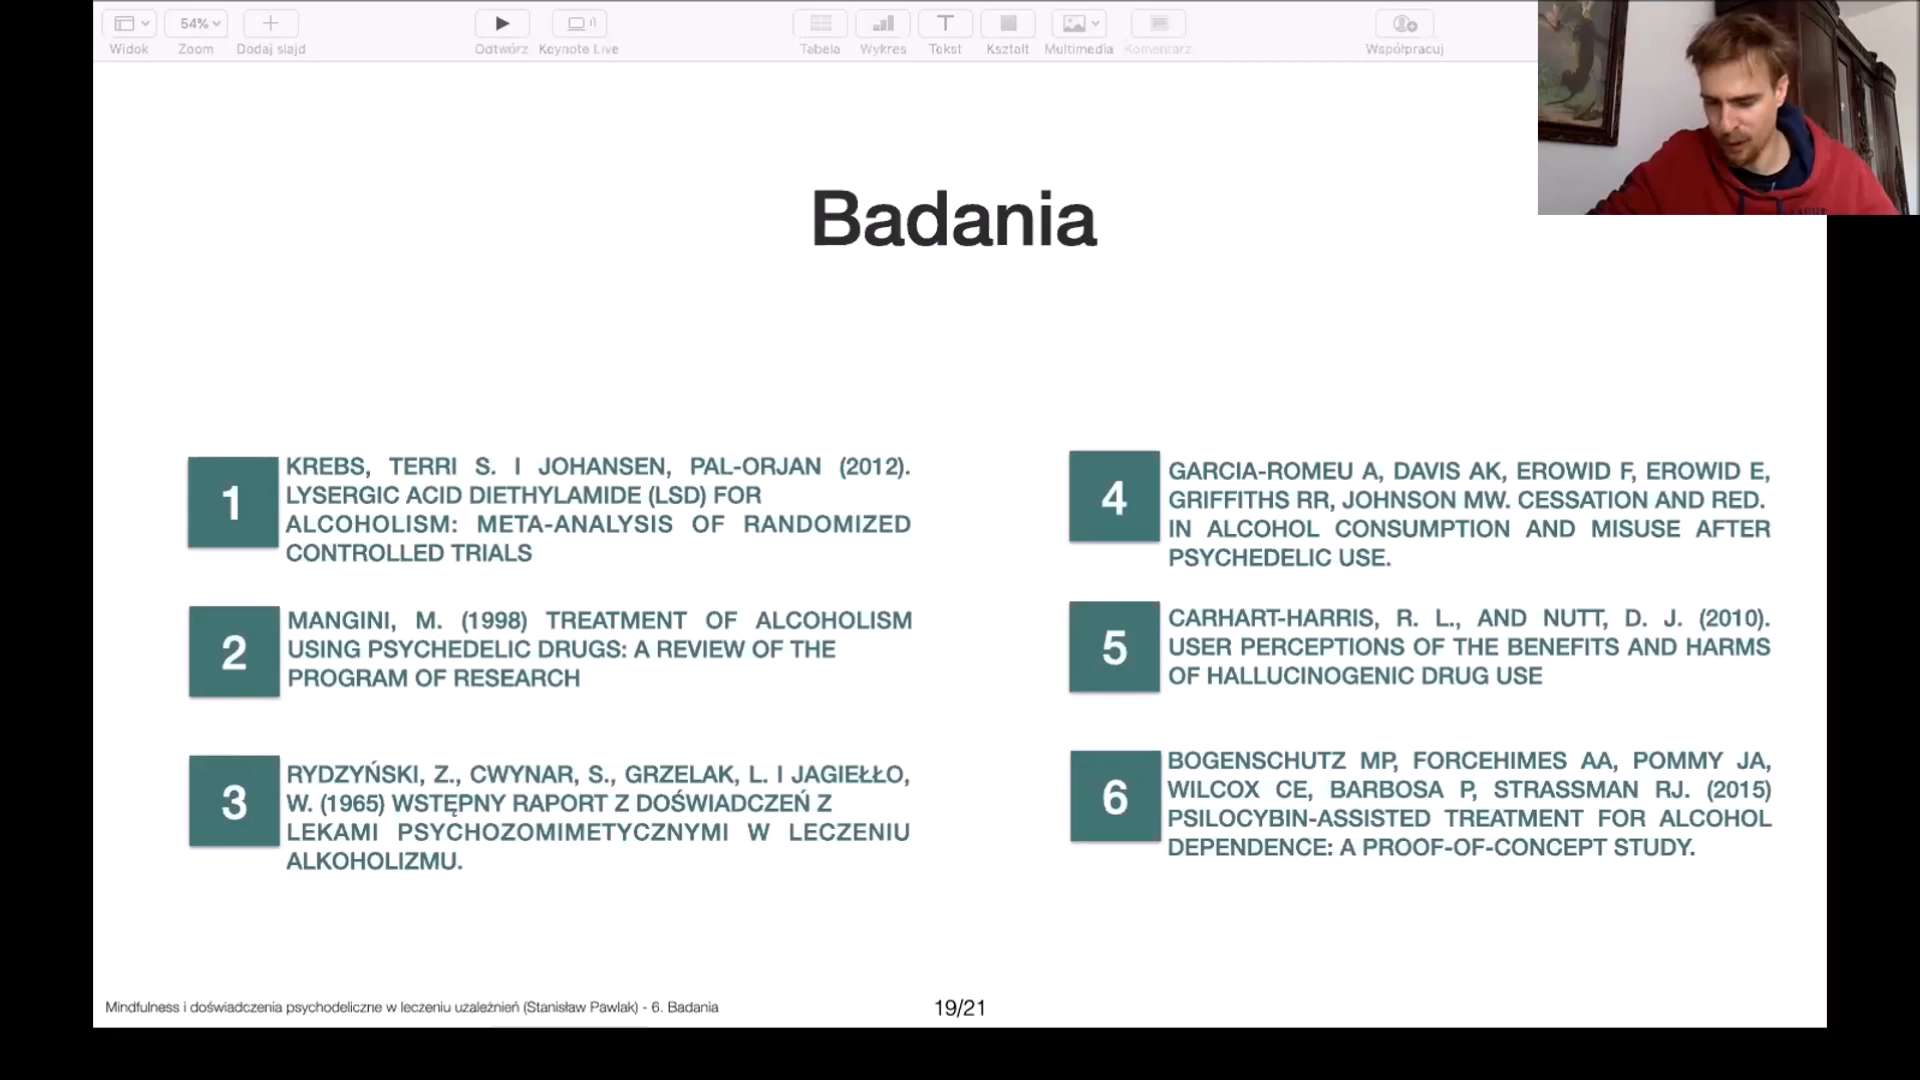 Widok
54%
Zoom
Dodaj slajd
Odtwórz
Keynote Live
Tabela
Wykres
T
Tekst
Kształt
Multimedia
Komentarz
Współpracuj
Badania
1
KREBS, TERRI S. I JOHANSEN, PAL-ORJAN (2012).
LYSERGIC ACID DIETHYLAMIDE (LSD) FOR
ALCOHOLISM: META-ANALYSIS OF RANDOMIZED
CONTROLLED TRIALS
2
MANGINI, M. (1998) TREATMENT OF ALCOHOLISM
USING PSYCHEDELIC DRUGS: A REVIEW OF THE
PROGRAM OF RESEARCH
3
RYDZYŃSKI, Z., CWYNAR, S., GRZELAK, L. I JAGIEŁŁO,
W. (1965) WSTĘPNY RAPORT Z DOŚWIADCZEŃ Z
LEKAMI PSYCHOZOMIMETYCZNYMI W LECZENIU
ALKOHOLIZMU.
4
GARCIA-ROMEU A, DAVIS AK, EROWID F, EROWID E,
GRIFFITHS RR, JOHNSON MW. CESSATION AND RED.
IN ALCOHOL CONSUMPTION AND MISUSE AFTER
PSYCHEDELIC USE.
5
CARHART-HARRIS, R. L., AND NUTT, D. J. (2010).
USER PERCEPTIONS OF THE BENEFITS AND HARMS
OF HALLUCINOGENIC DRUG USE
6
BOGENSCHUTZ MP, FORCEHIMES AA, POMMY JA,
WILCOX CE, BARBOSA P, STRASSMAN RJ. (2015)
PSILOCYBIN-ASSISTED TREATMENT FOR ALCOHOL
DEPENDENCE: A PROOF-OF-CONCEPT STUDY.
Mindfulness i doświadczenia psychodeliczne w leczeniu uzależnień (Stanisław Pawlak) - 6. Badania
19/21